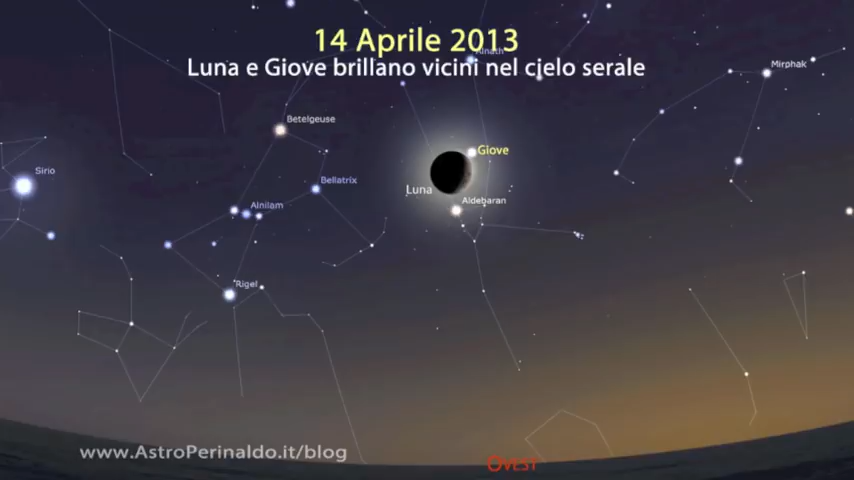 14 Aprile 2013
Alnath
Luna e Giove brillano vicini nel cielo serale
Mirphak
Betelgeuse
Giove
Sirio
Bellatrix
Luna
Aldebaran
Alnilam
Rigel
www.AstroPerinaldo.it/blog
OVEST